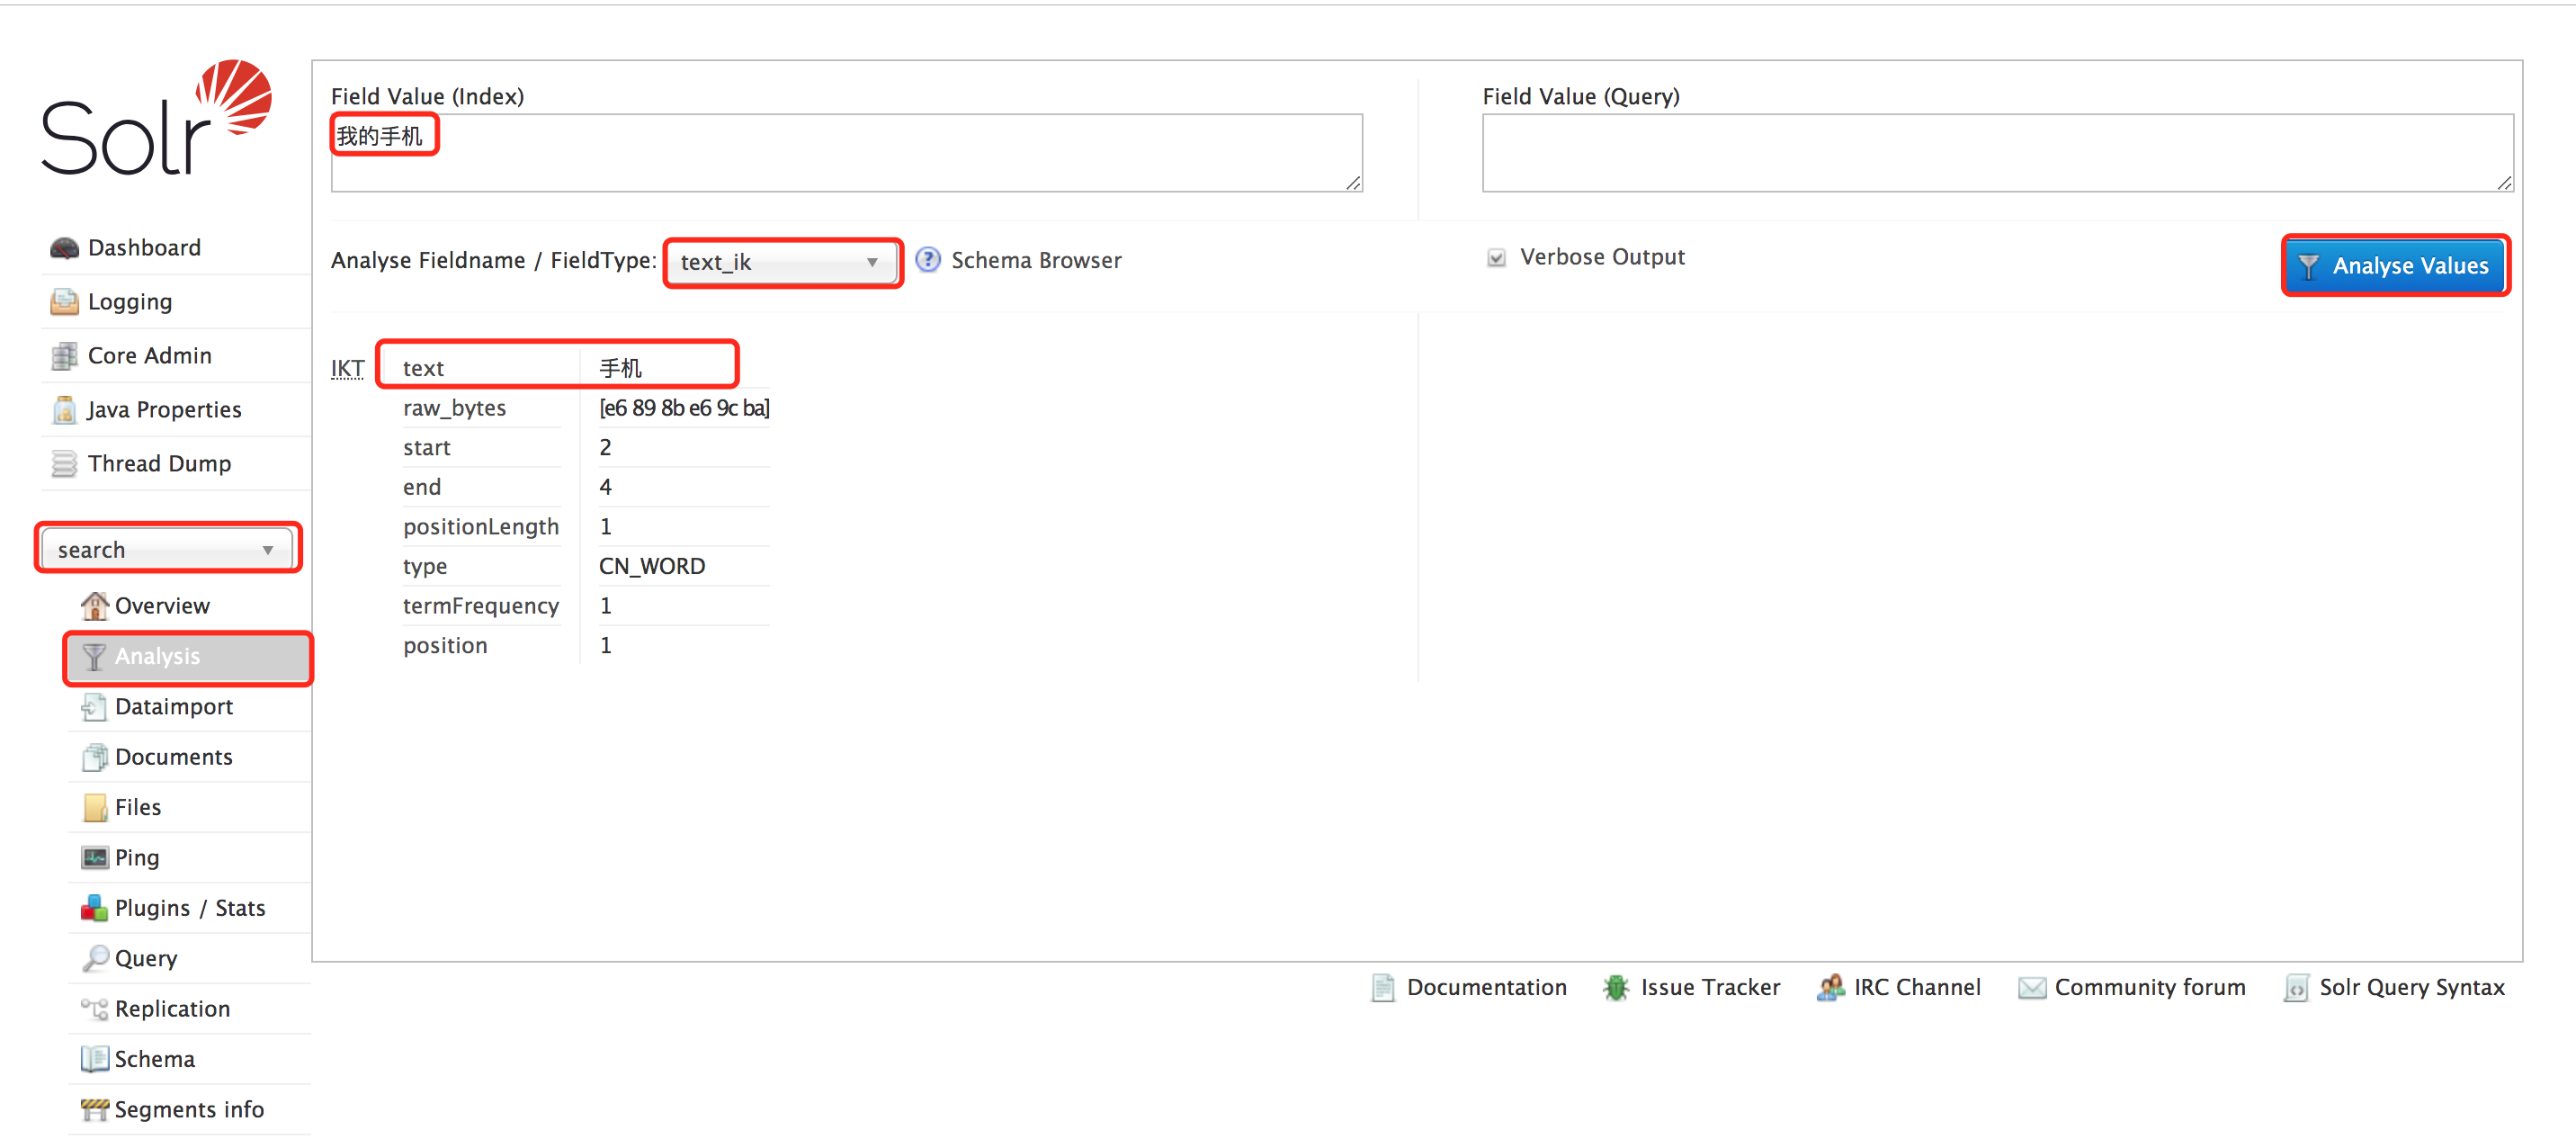 Solr
Dashboard
Logging
Core Admin
Java Properties
Thread Dump
search
Overview
Analysis
Dataimport
Documents
Files
Ping
Plugins / Stats
Query
Replication
Schema
Segments info
Field Value (Index)
我的手机
Field Value (Query)
Analyse Fieldname / FieldType: text_ik Schema Browser
Verbose Output
Analyse Values
IKT
text 手机
raw_bytes [e6 89 8b e6 9c ba]
start 2
end 4
positionLength 1
type CN_WORD
termFrequency 1
position 1
Documentation Issue Tracker IRC Channel Community forum Solr Query Syntax